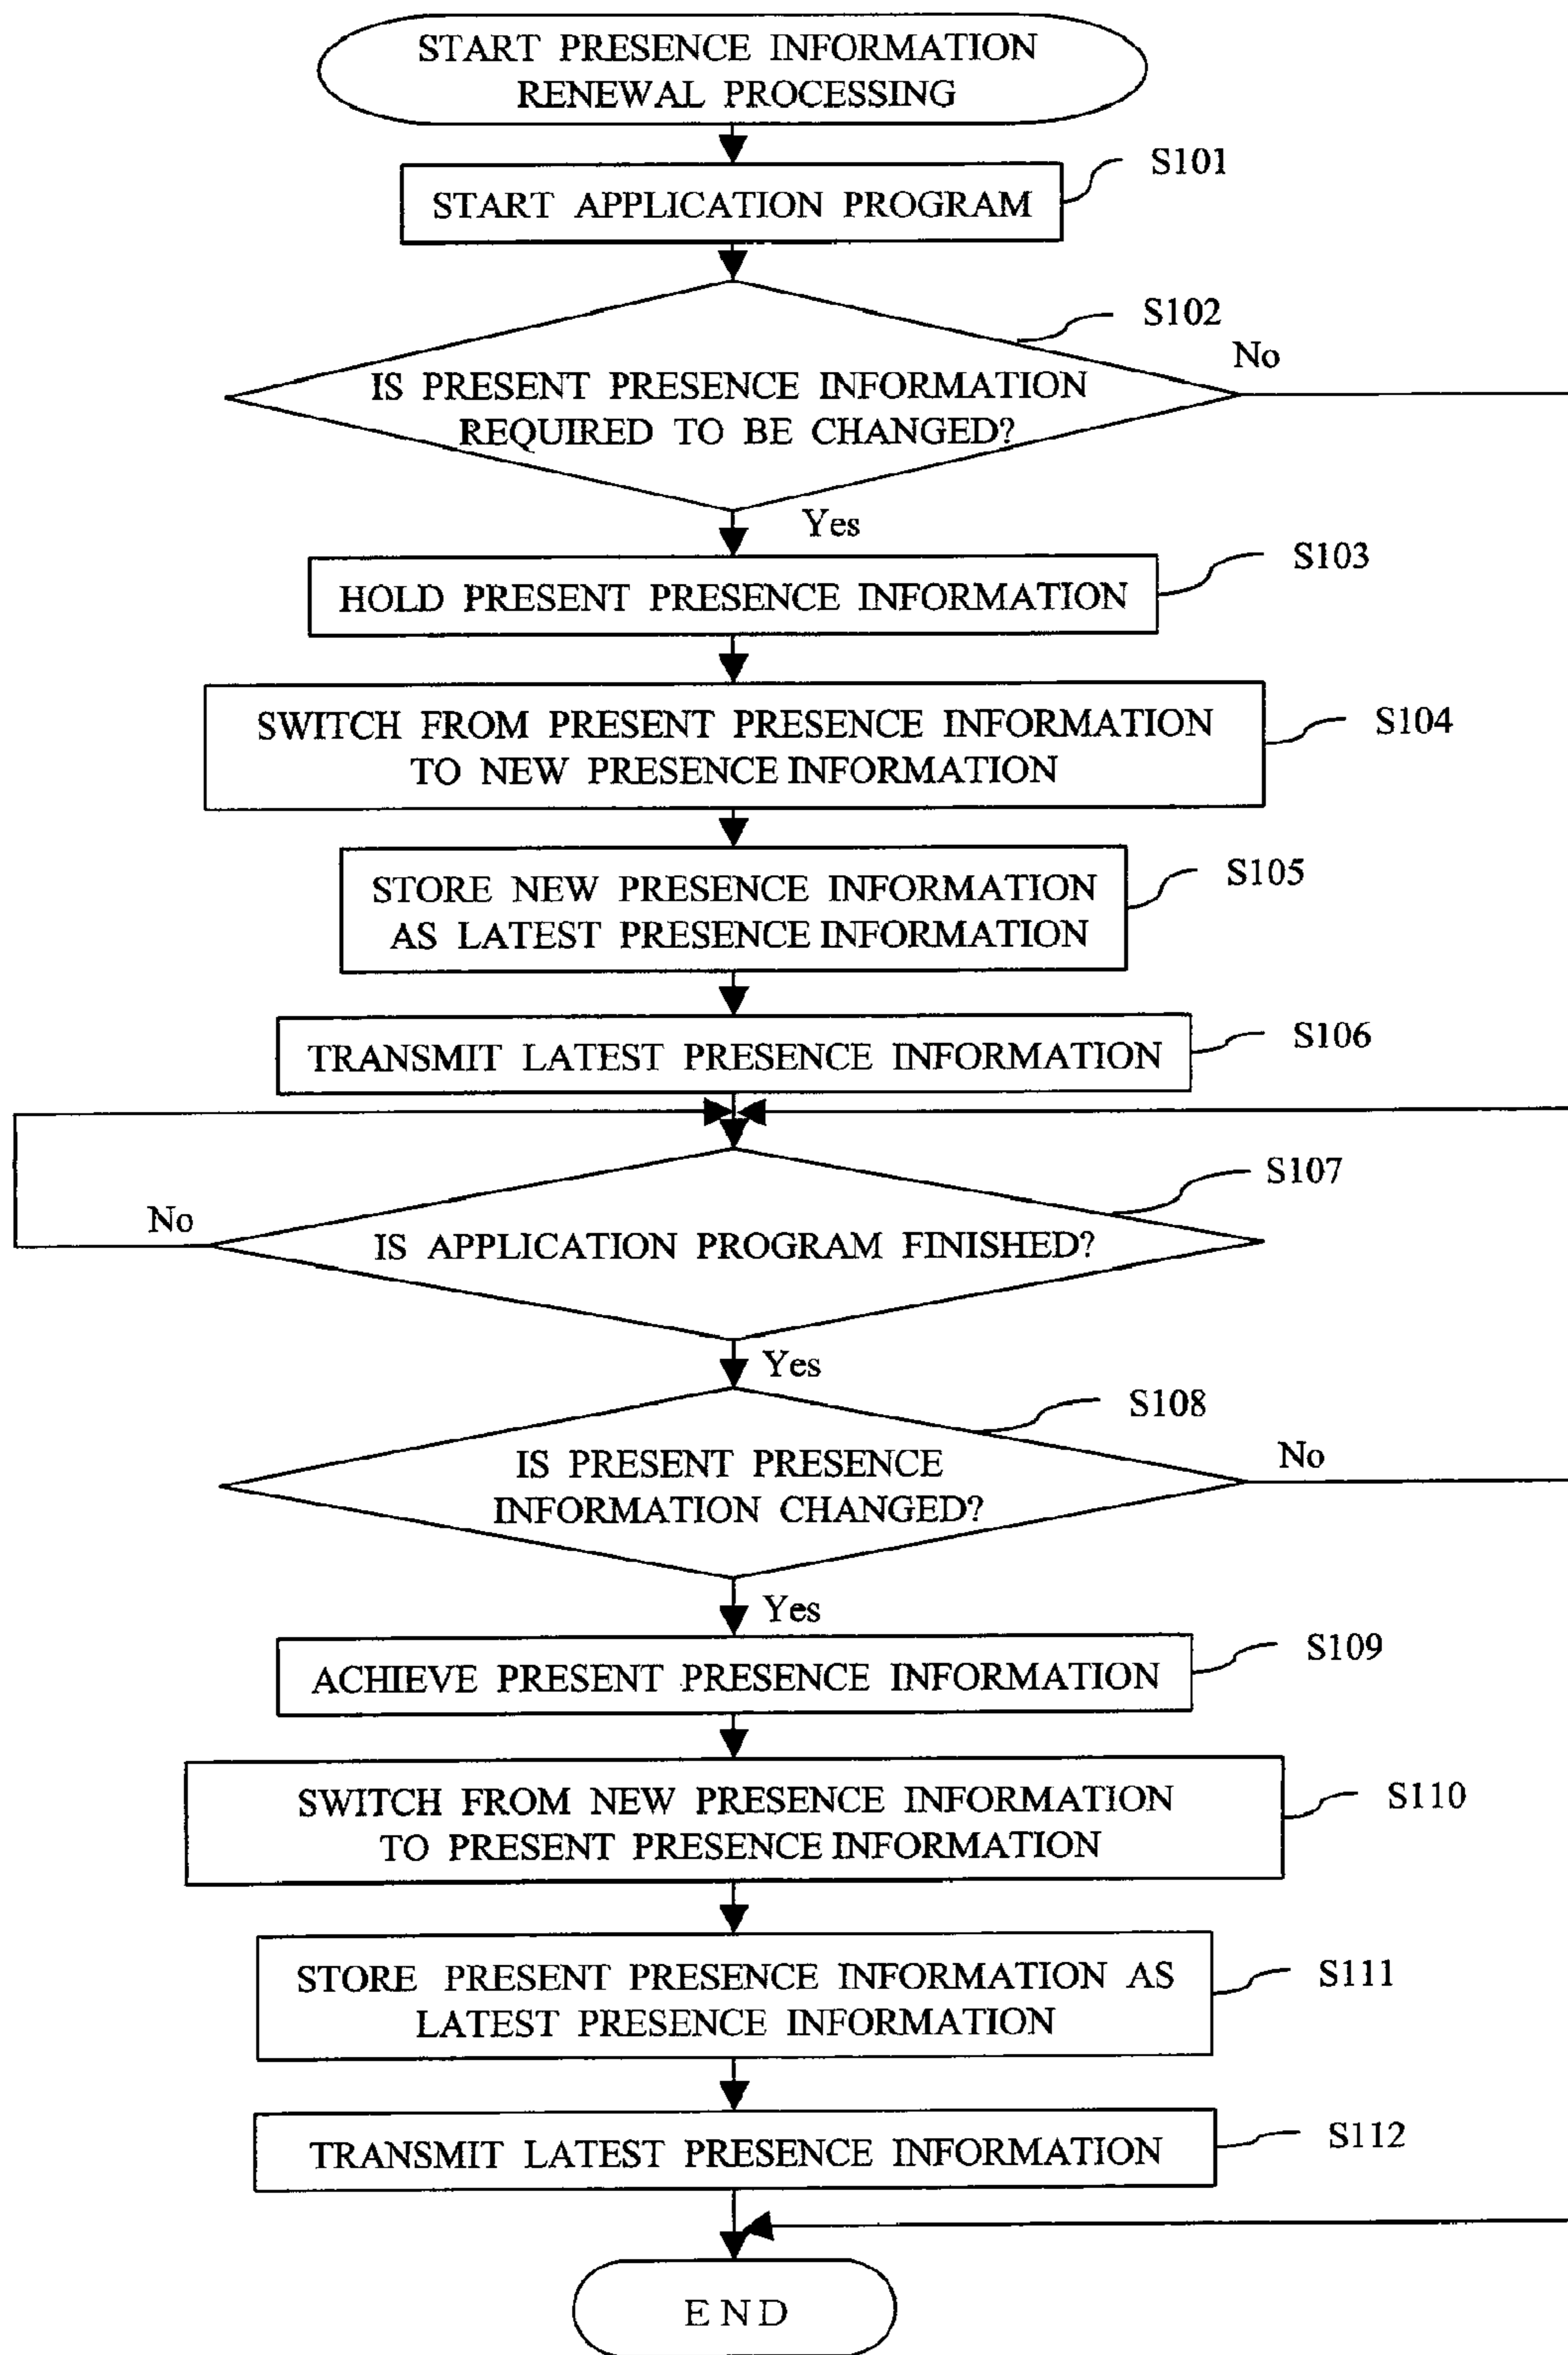 START PRESENCE INFORMATION
RENEWAL PROCESSING
START APPLICATION PROGRAM
S101
S102
No
IS PRESENT PRESENCE INFORMATION
REQUIRED TO BE CHANGED?
Yes
HOLD PRESENT PRESENCE INFORMATION
S103
SWITCH FROM PRESENT PRESENCE INFORMATION
TO NEW PRESENCE INFORMATION
S104
STORE NEW PRESENCE INFORMATION
AS LATEST PRESENCE INFORMATION
S105
TRANSMIT LATEST PRESENCE INFORMATION
S106
S107
No
IS APPLICATION PROGRAM FINISHED?
Yes
S108
No
IS PRESENT PRESENCE
INFORMATION CHANGED?
Yes
ACHIEVE PRESENT PRESENCE INFORMATION
S109
SWITCH FROM NEW PRESENCE INFORMATION
TO PRESENT PRESENCE INFORMATION
S110
STORE PRESENT PRESENCE INFORMATION AS
LATEST PRESENCE INFORMATION
S111
TRANSMIT LATEST PRESENCE INFORMATION
S112
END